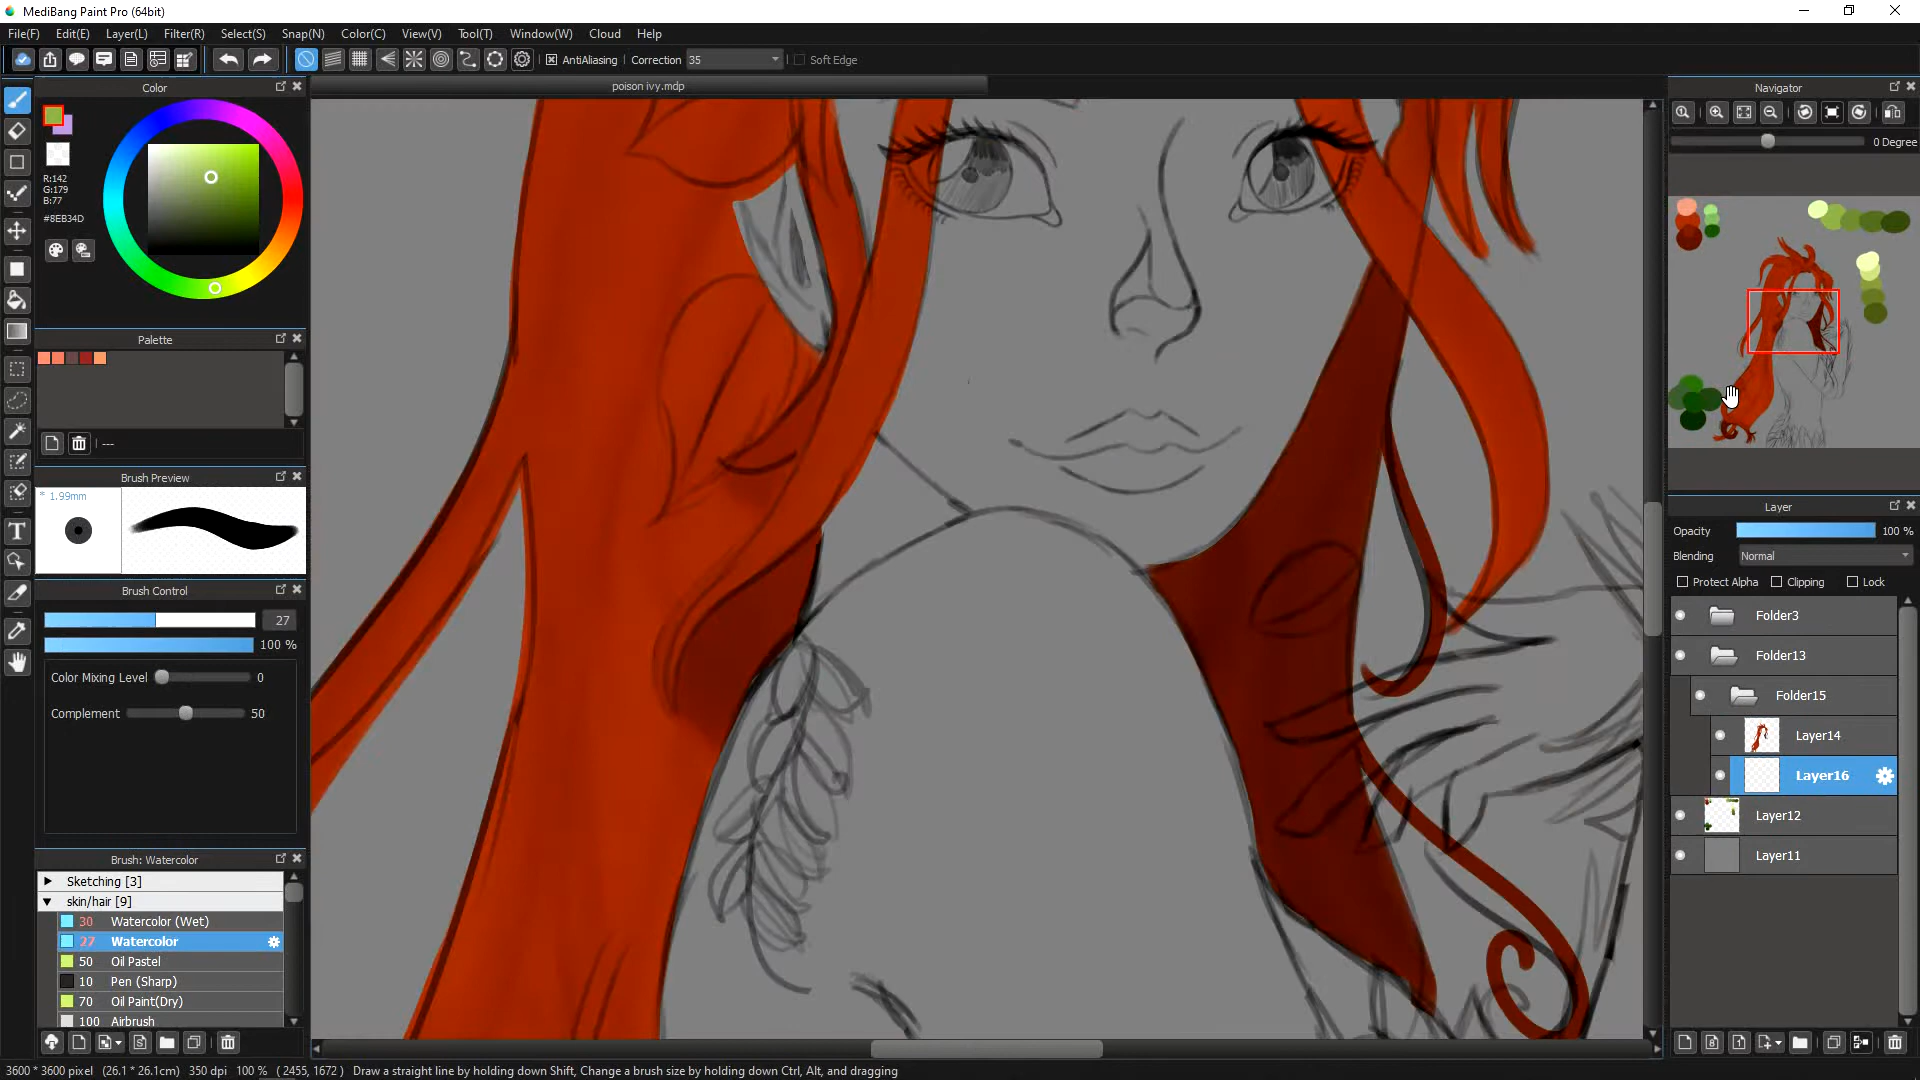 MediBang Paint Pro (64bit)
File(F) Edit(E) Layer(L) Filter(R) Select(S) Snap(N) Color(C) View(V) Tool(T) Window(W) Cloud Help
AntiAliasing Correction 35 Soft Edge
poison ivy.mdp
Color
R:142
G:179
B:77
#8EB34D
Palette
---
Brush Preview
* 1.99mm
Brush Control
27
100 %
Color Mixing Level 0
Complement 50
Brush: Watercolor
Sketching [3]
skin/hair [9]
30 Watercolor (Wet)
27 Watercolor
50 Oil Pastel
10 Pen (Sharp)
70 Oil Paint(Dry)
100 Airbrush
Navigator
0 Degree
Layer
Opacity 100 %
Blending Normal
Protect Alpha Clipping Lock
Folder3
Folder13
Folder15
Layer14
Layer16
Layer12
Layer11
3600 * 3600 pixel (26.1 * 26.1cm) 350 dpi 100 % ( 2455, 1672 ) Draw a straight line by holding down Shift, Change a brush size by holding down Ctrl, Alt, and dragging